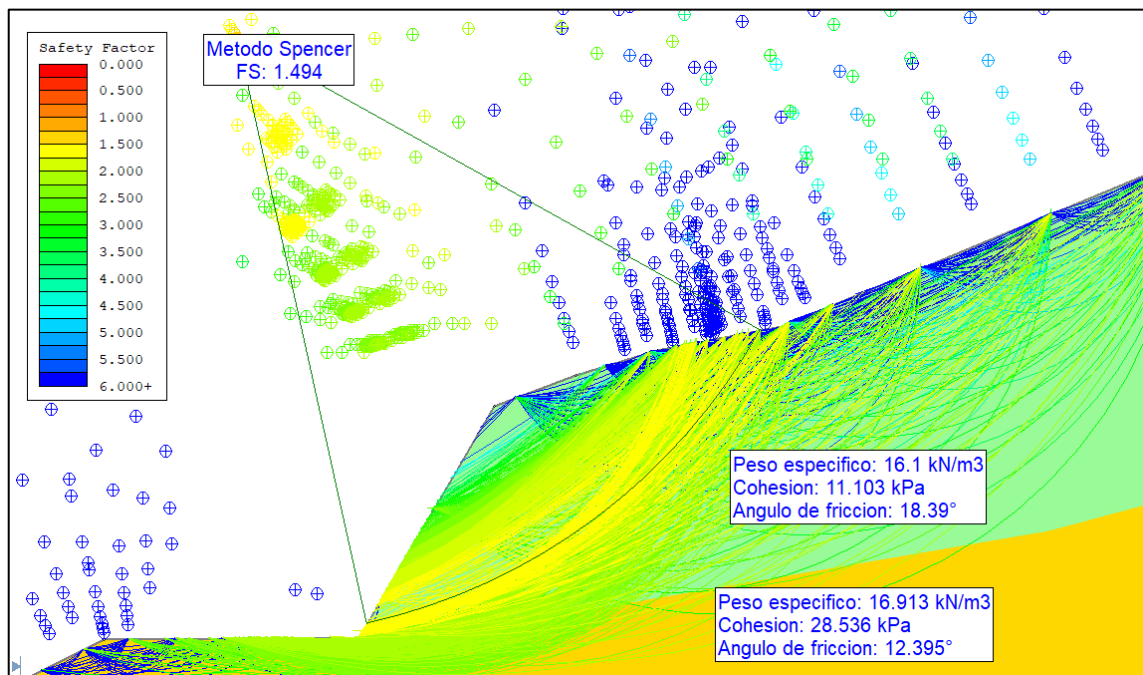 Safety Factor
0.000
0.500
1.000
1.500
2.000
2.500
3.000
3.500
4.000
4.500
5.000
5.500
6.000+
Metodo Spencer
FS: 1.494
Peso especifico: 16.1 kN/m3
Cohesion: 11.103 kPa
Angulo de friccion: 18.39°
Peso especifico: 16.913 kN/m3
Cohesion: 28.536 kPa
Angulo de friccion: 12.395°